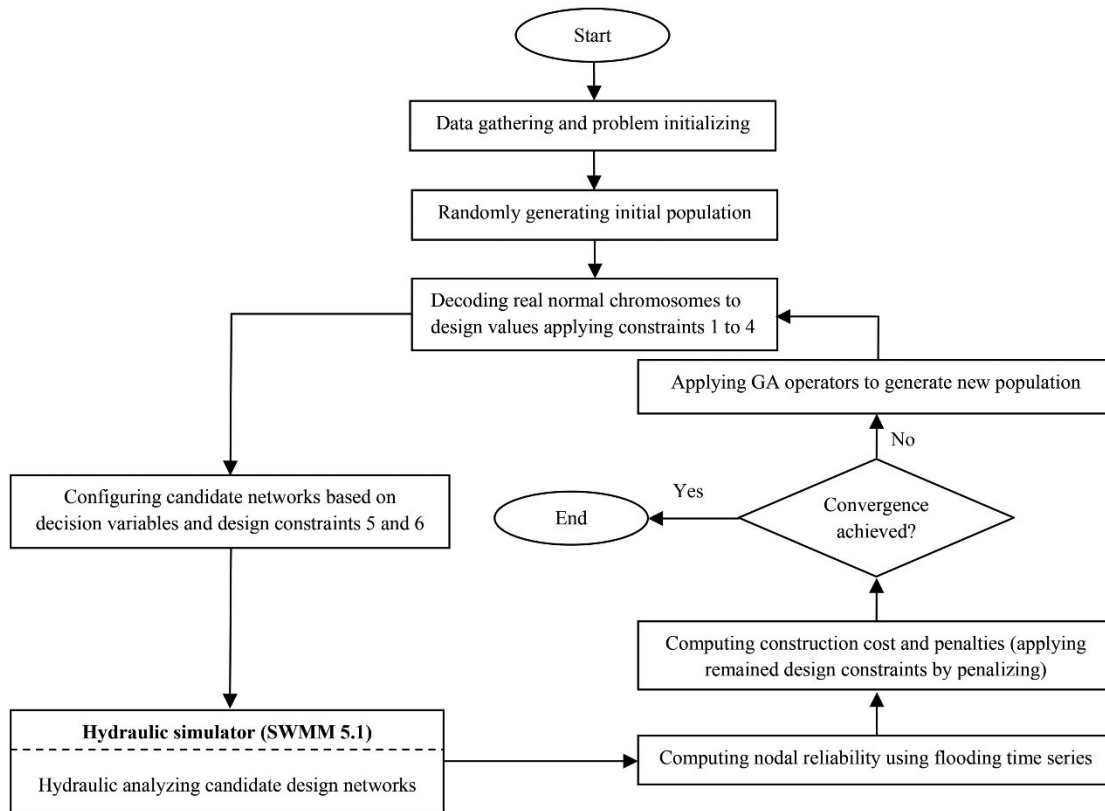 Start
Data gathering and problem initializing
Randomly generating initial population
Decoding real normal chromosomes to
design values applying constraints 1 to 4
Applying GA operators to generate new population
No
Configuring candidate networks based on
decision variables and design constraints 5 and 6
Yes
End
Convergence
achieved?
Computing construction cost and penalties (applying
remained design constraints by penalizing)
Hydraulic simulator (SWMM 5.1)
Hydraulic analyzing candidate design networks
Computing nodal reliability using flooding time series